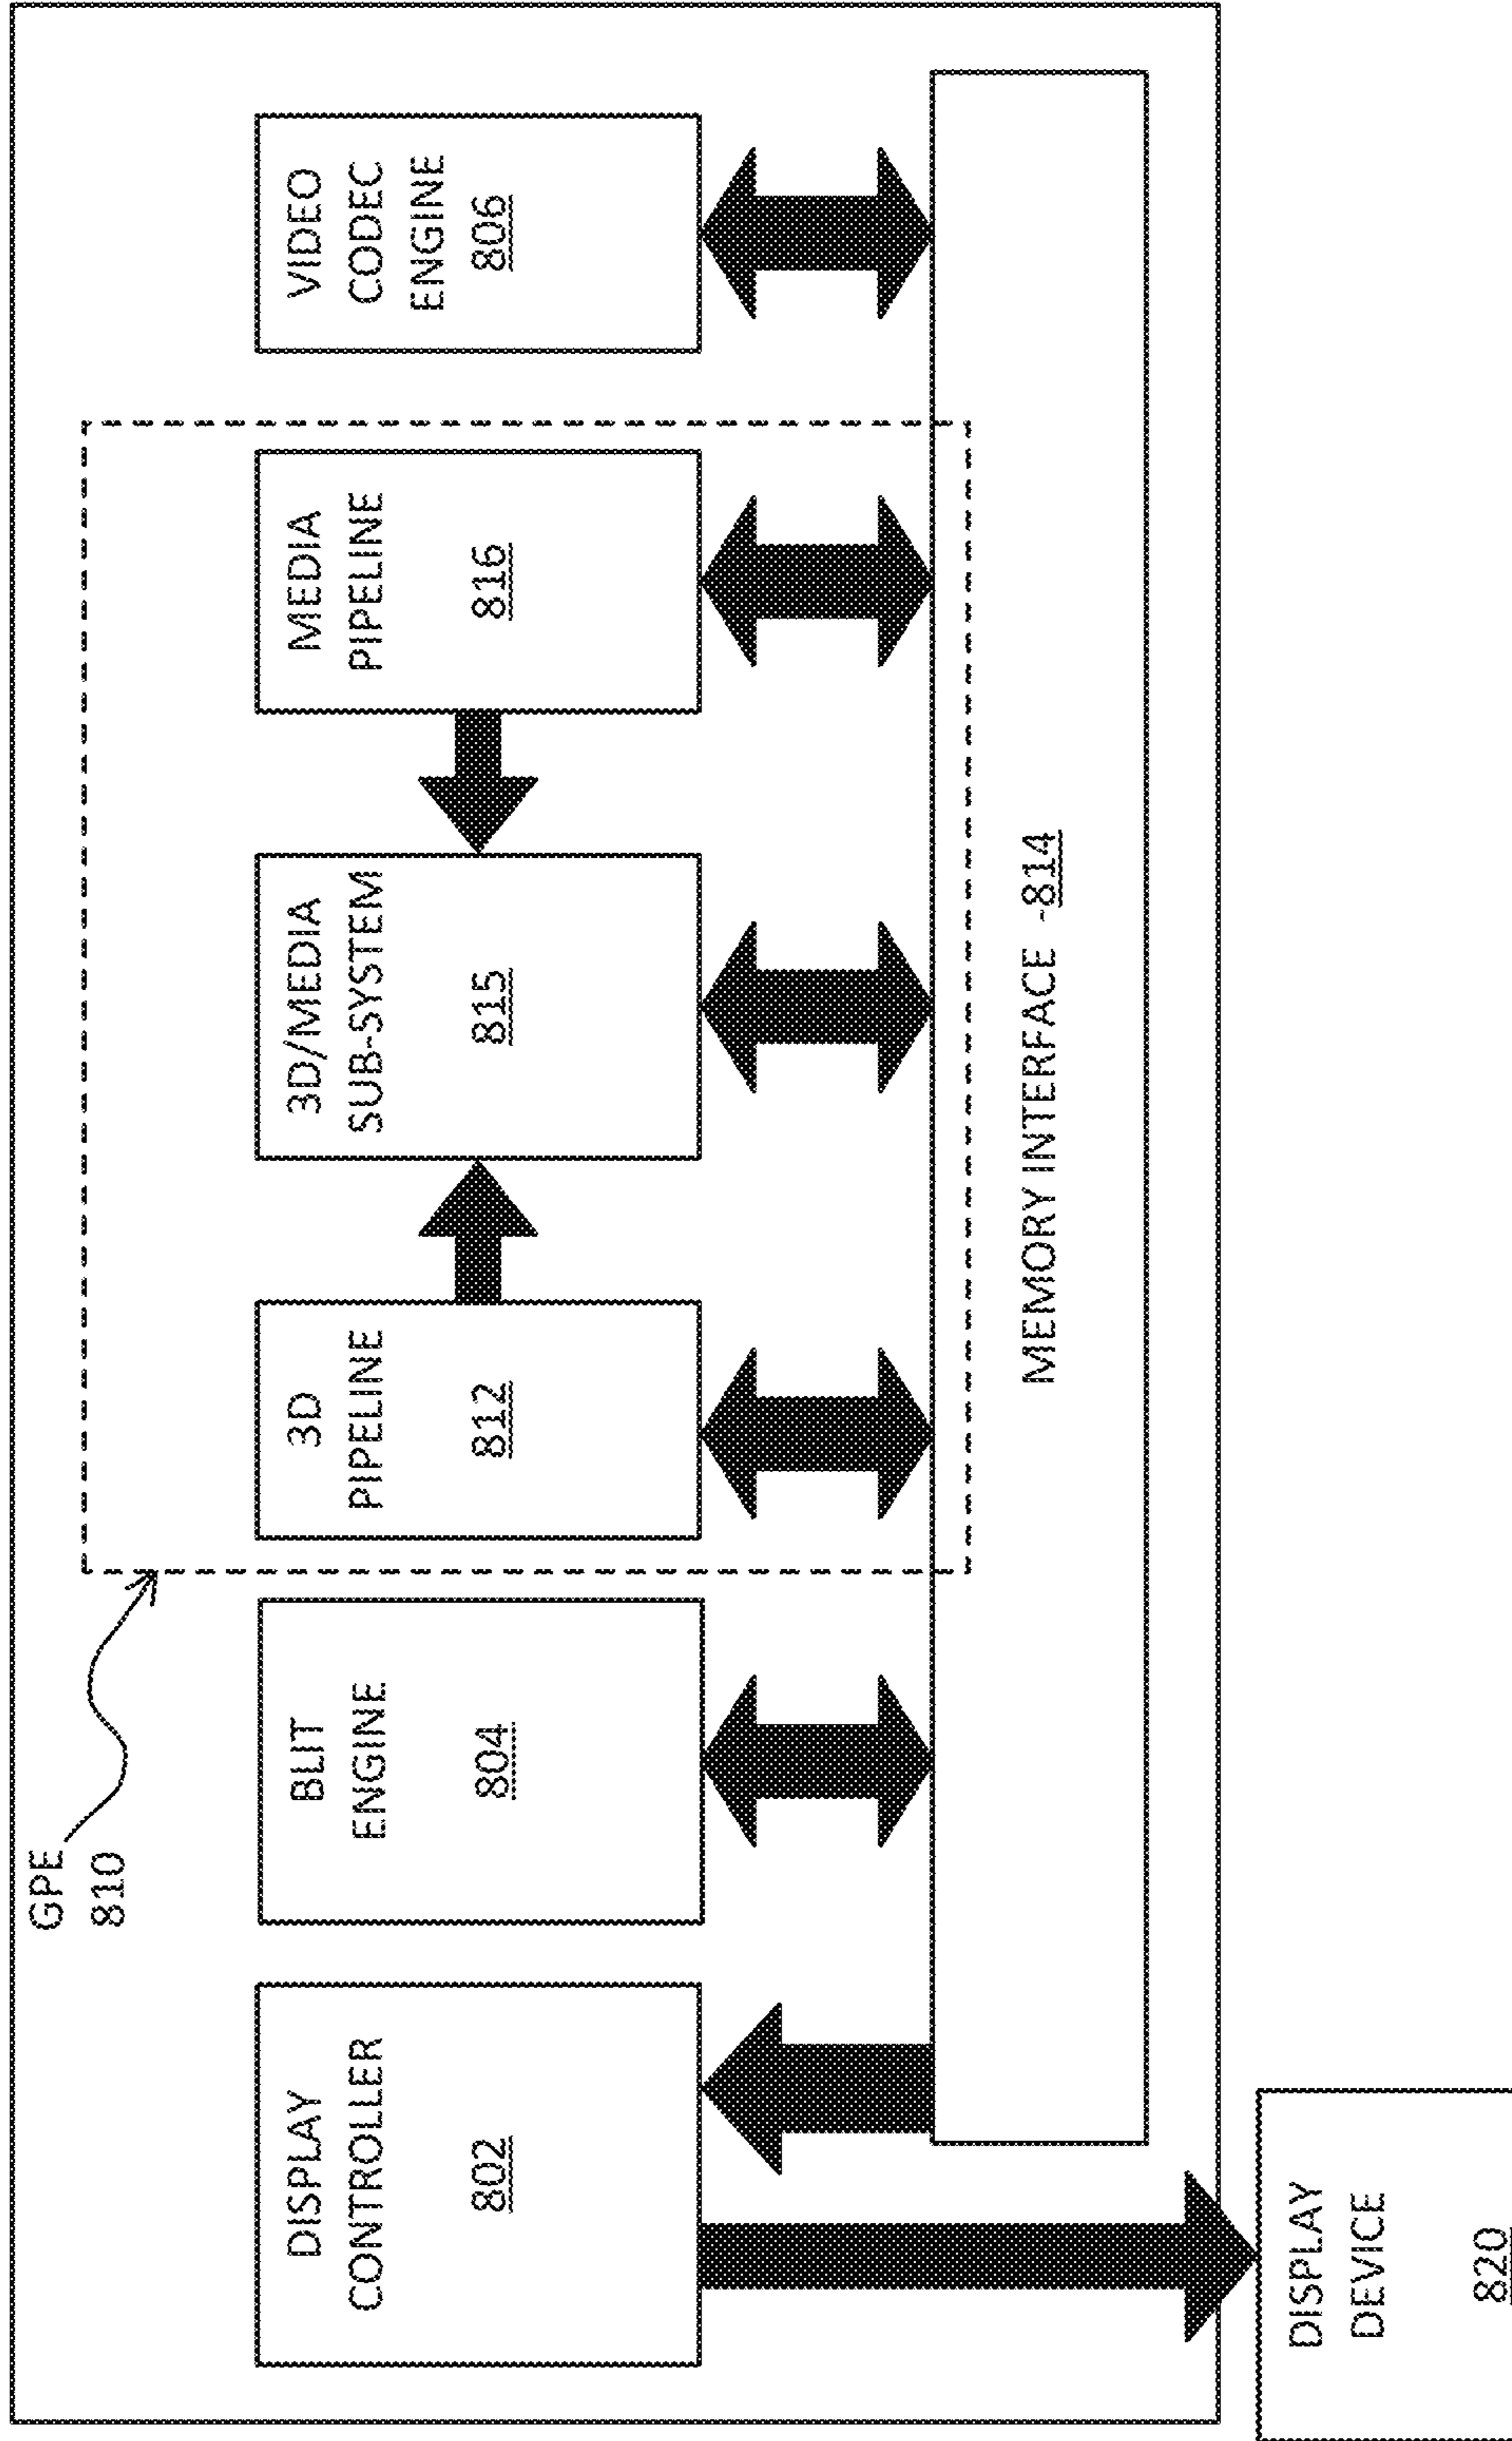 GPE
810
DISPLAY
CONTROLLER
802
BLIT
ENGINE
804
3D
PIPELINE
812
3D/MEDIA
SUB-SYSTEM
815
MEDIA
PIPELINE
816
VIDEO
CODEC
ENGINE
806
MEMORY INTERFACE -814
DISPLAY
DEVICE
820